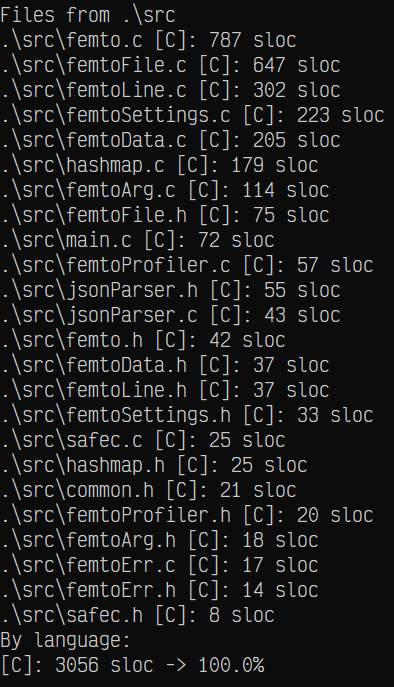 Files from .\src
.\src\femto.c [C]: 787 sloc
.\src\femtoFile.c [C]: 647 sloc
.\src\femtoLine.c [C]: 302 sloc
.\src\femtoSettings.c [C]: 223 sloc
.\src\femtoData.c [C]: 205 sloc
.\src\hashmap.c [C]: 179 sloc
.\src\femtoArg.c [C]: 114 sloc
.\src\femtoFile.h [C]: 75 sloc
.\src\main.c [C]: 72 sloc
.\src\femtoProfiler.c [C]: 57 sloc
.\src\jsonParser.h [C]: 55 sloc
.\src\jsonParser.c [C]: 43 sloc
.\src\femto.h [C]: 42 sloc
.\src\femtoData.h [C]: 37 sloc
.\src\femtoLine.h [C]: 37 sloc
.\src\femtoSettings.h [C]: 33 sloc
.\src\safec.c [C]: 25 sloc
.\src\hashmap.h [C]: 25 sloc
.\src\common.h [C]: 21 sloc
.\src\femtoProfiler.h [C]: 20 sloc
.\src\femtoArg.h [C]: 18 sloc
.\src\femtoErr.c [C]: 17 sloc
.\src\femtoErr.h [C]: 14 sloc
.\src\safec.h [C]: 8 sloc
By language:
[C]: 3056 sloc -> 100.0%